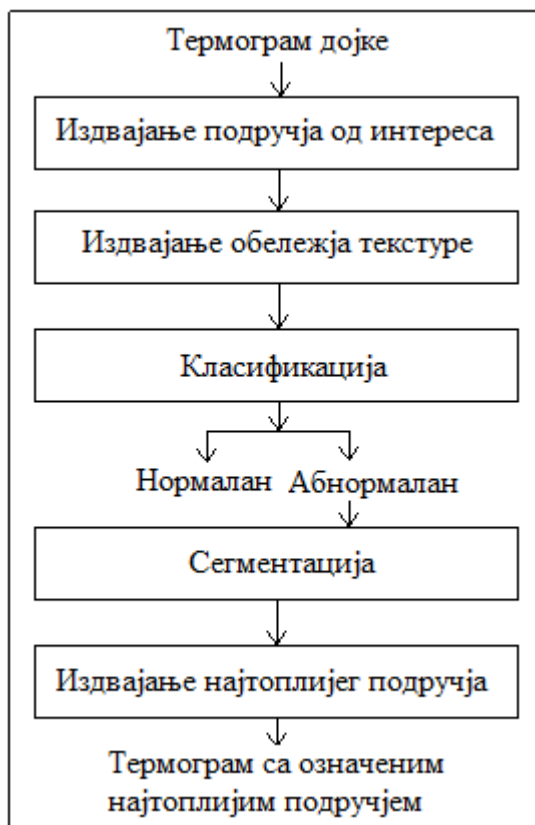 Термограм дојке
Издвајање подручја од интереса
Издвајање обележја текстуре
Класификација
Нормалан Абнормалан
Сегментација
Издвајање најтоплијег подручја
Термограм са означеним
најтоплијим подручјем